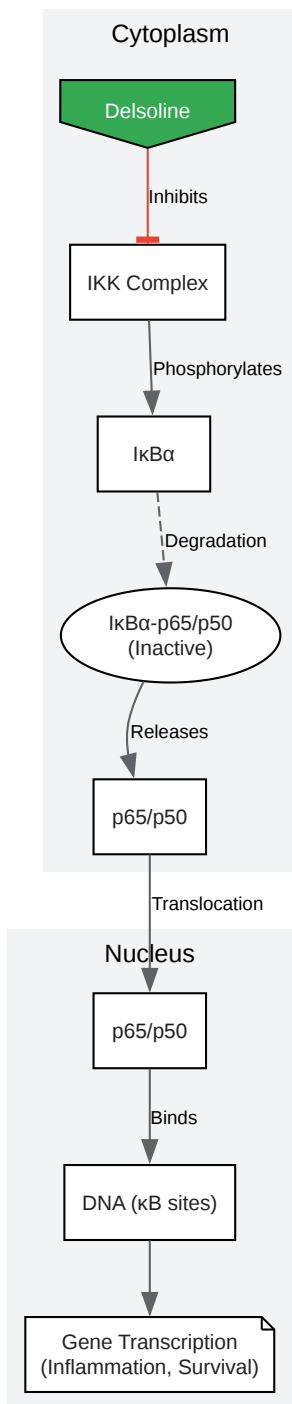 Cytoplasm
Delsoline
Inhibits
IKK Complex
Phosphorylates
IκBα
Degradation
IκBα-p65/p50
(Inactive)
Releases
p65/p50
Translocation
Nucleus
p65/p50
Binds
DNA (κB sites)
Gene Transcription
(Inflammation, Survival)